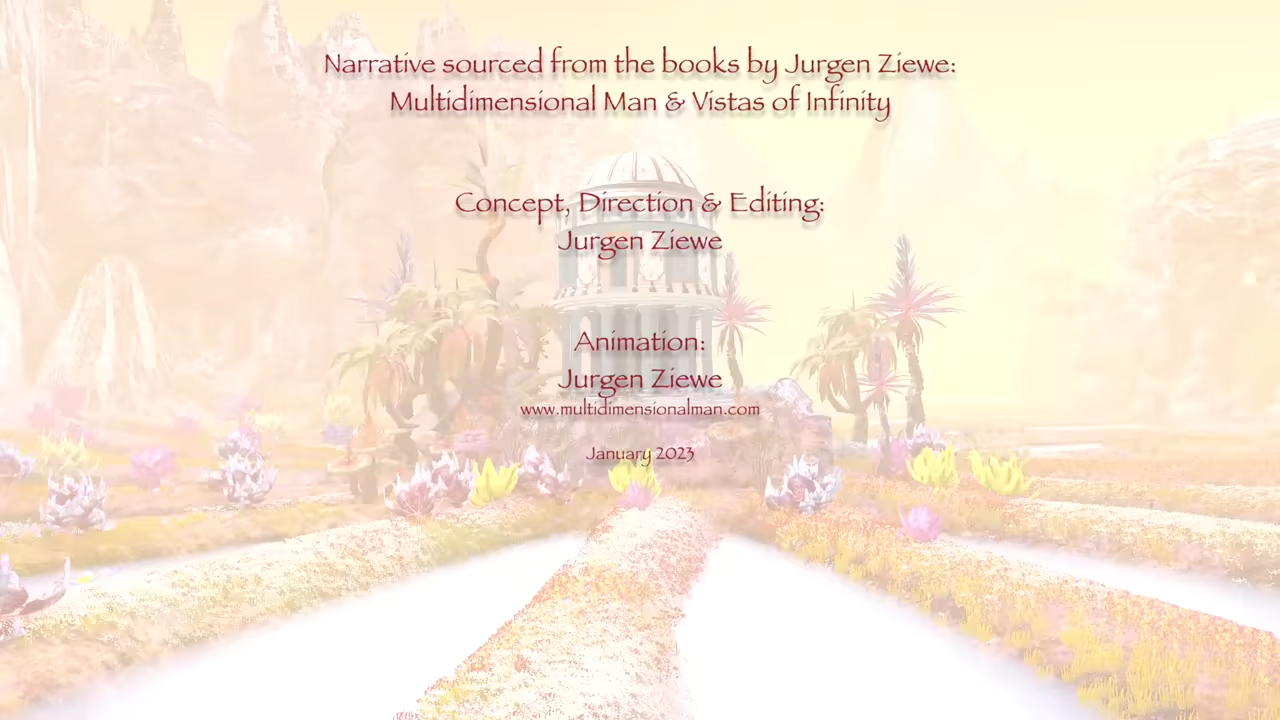 Narrative sourced from the books by Jurgen Ziewe:
Multidimensional Man & Vistas of Infinity
Concept, Direction & Editing:
Jurgen Ziewe
Animation:
Jurgen Ziewe
www.multidimensionalman.com
January 2023